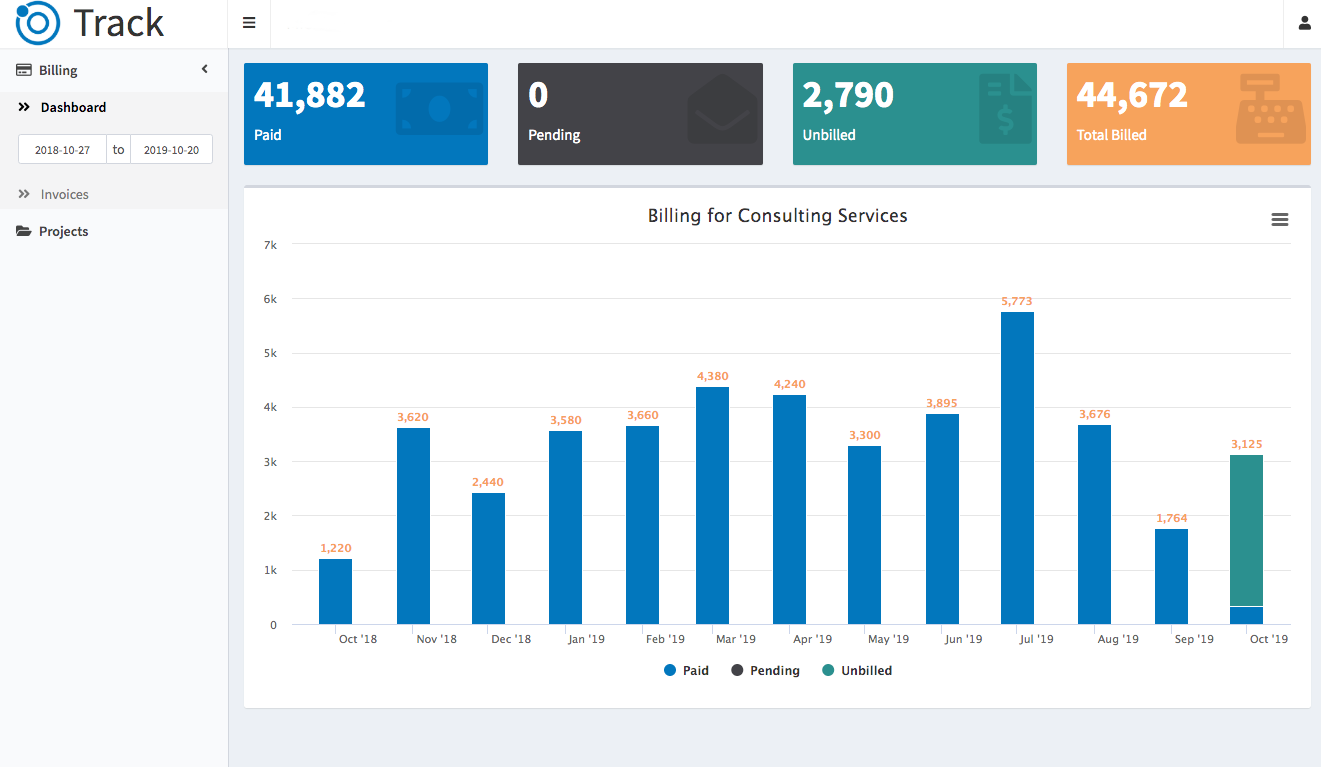 Track
Billing
Dashboard
2018-10-27 to 2019-10-20
Invoices
Projects
41,882
Paid
0
Pending
2,790
Unbilled
44,672
Total Billed
Billing for Consulting Services
7k
6k
5k
4k
3k
2k
1k
0
1,220
3,620
2,440
3,580
3,660
4,380
4,240
3,300
3,895
5,773
3,676
1,764
3,125
Oct '18 Nov '18 Dec '18 Jan '19 Feb '19 Mar '19 Apr '19 May '19 Jun '19 Jul '19 Aug '19 Sep '19 Oct '19
Paid Pending Unbilled